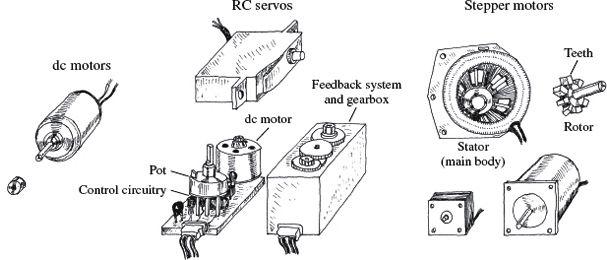 RC servos
Stepper motors
dc motors
Teeth
Feedback system
and gearbox
dc motor
Rotor
Stator
(main body)
Pot
Control circuitry